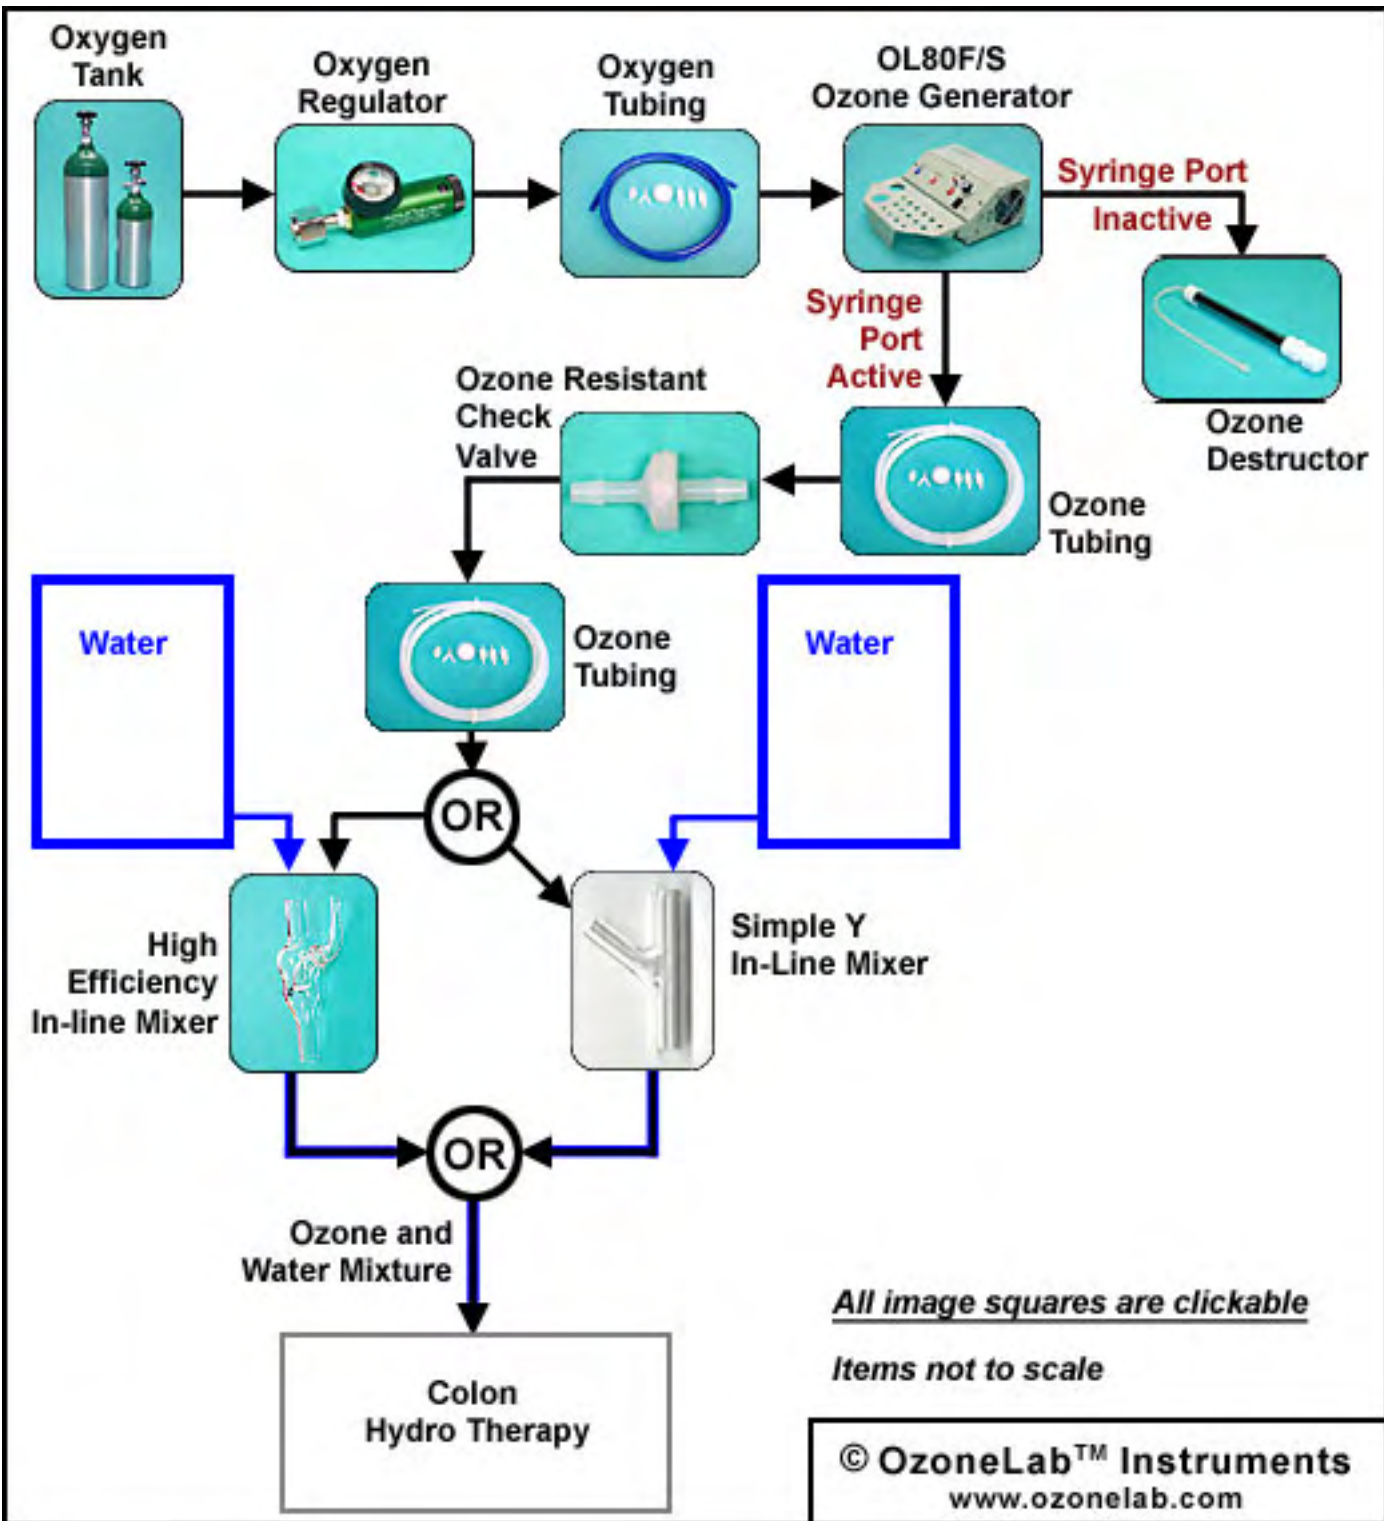 Oxygen
Tank
Oxygen
Regulator
Oxygen
Tubing
OL80F/S
Ozone Generator
Syringe Port
Inactive
Syringe
Port
Active
Ozone
Destructor
Ozone Resistant
Check
Valve
Ozone
Tubing
Water
Ozone
Tubing
Water
OR
High
Efficiency
In-line Mixer
Simple Y
In-Line Mixer
OR
Ozone and
Water Mixture
Colon
Hydro Therapy
All image squares are clickable
Items not to scale
© OzoneLab™ Instruments
www.ozonelab.com